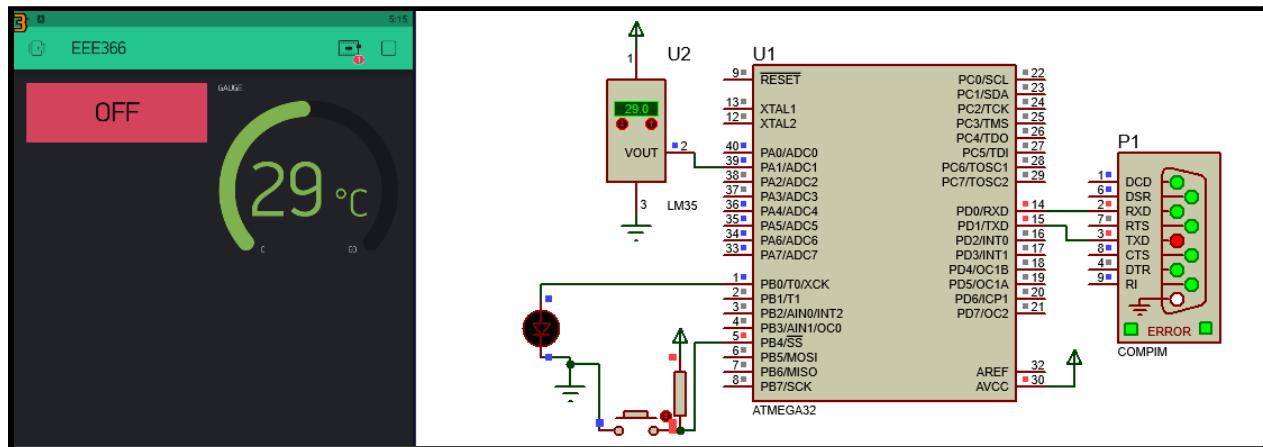 5:15
EEE366
1
OFF
GAUGE
29 °C
0 60
U2
1
29.0
VOUT
2
3
LM35
U1
9 RESET
13 XTAL1
12 XTAL2
40 PA0/ADC0
39 PA1/ADC1
38 PA2/ADC2
37 PA3/ADC3
36 PA4/ADC4
35 PA5/ADC5
34 PA6/ADC6
33 PA7/ADC7
1 PB0/T0/XCK
2 PB1/T1
3 PB2/AIN0/INT2
4 PB3/AIN1/OC0
5 PB4/SS
6 PB5/MOSI
7 PB6/MISO
8 PB7/SCK
PC0/SCL 22
PC1/SDA 23
PC2/TCK 24
PC3/TMS 25
PC4/TDO 26
PC5/TDI 27
PC6/TOSC1 28
PC7/TOSC2 29
PD0/RXD 14
PD1/TXD 15
PD2/INT0 16
PD3/INT1 17
PD4/OC1B 18
PD5/OC1A 19
PD6/ICP1 20
PD7/OC2 21
AREF 32
AVCC 30
ATMEGA32
P1
1 DCD
6 DSR
2 RXD
7 RTS
3 TXD
8 CTS
4 DTR
9 RI
ERROR
COMPIM